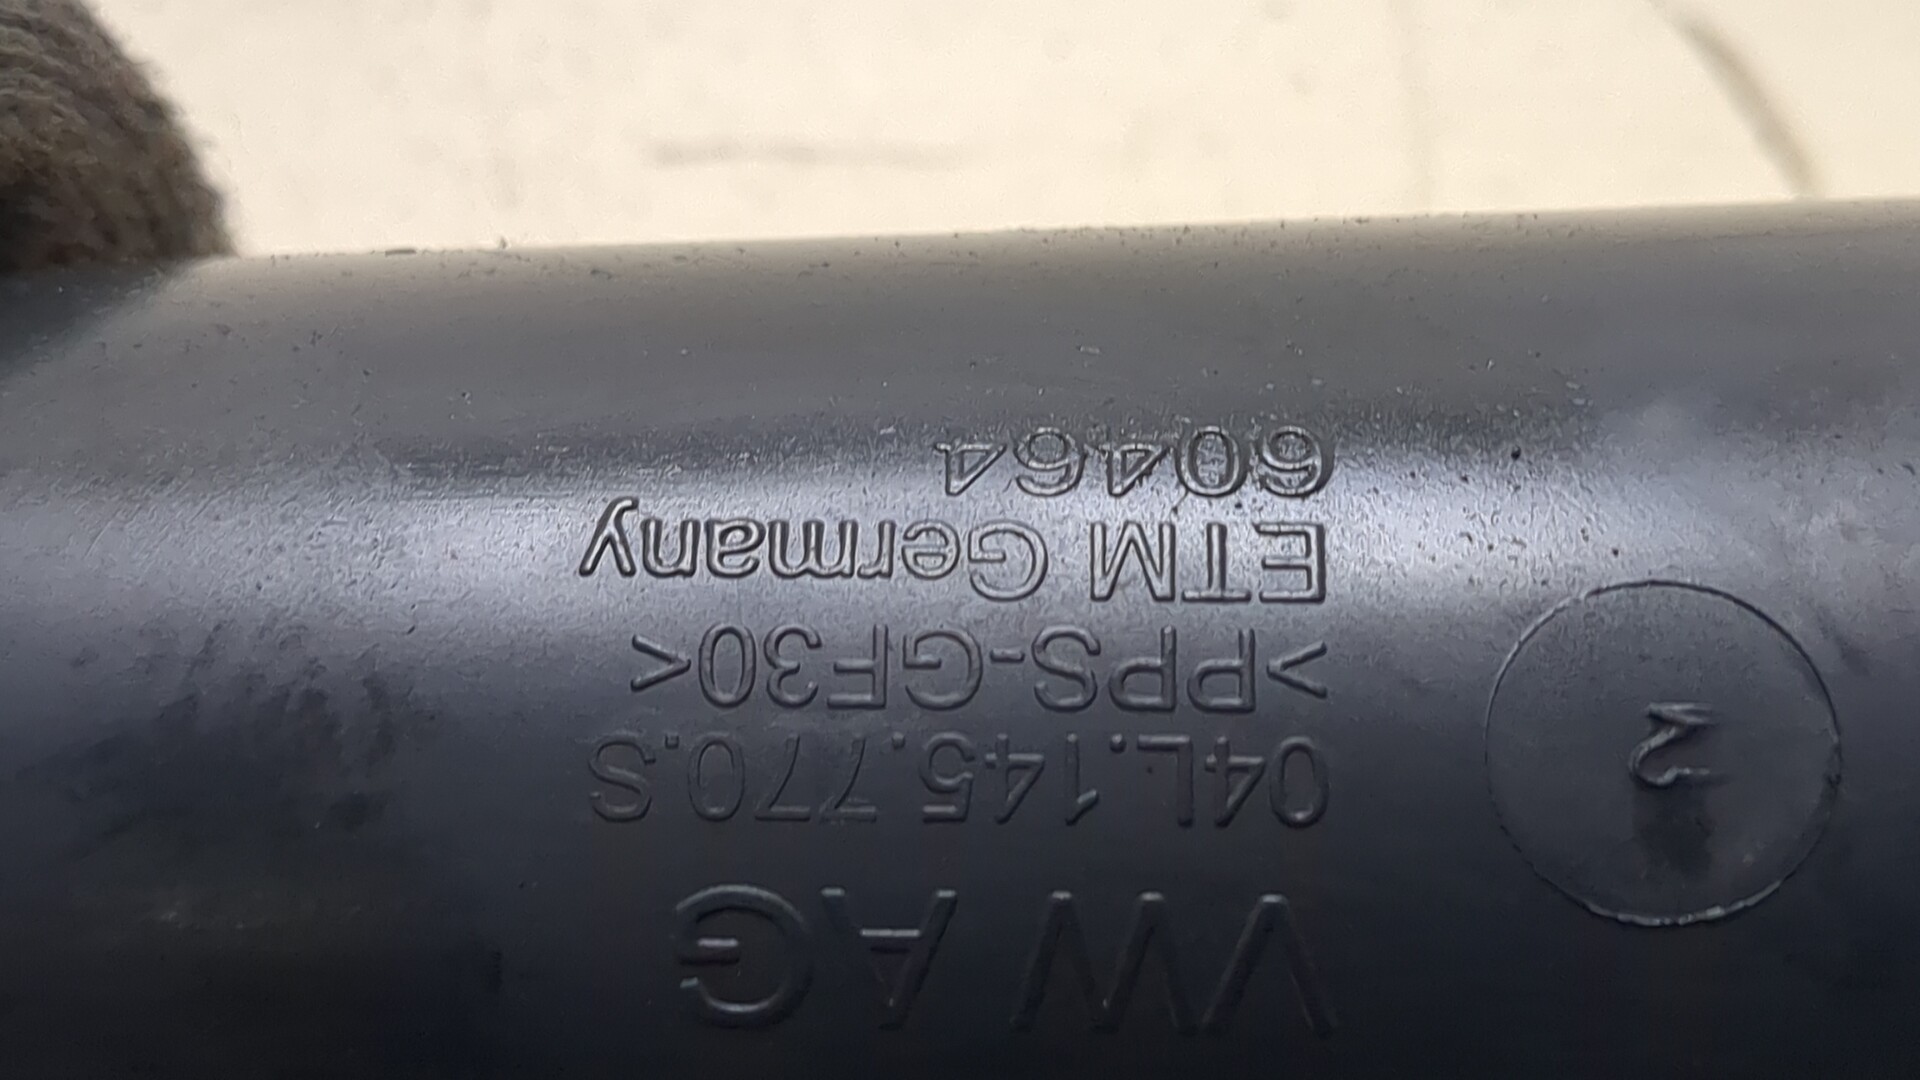 VW AG
04L.145.770.S
>PPS-GF30<
ETM Germany
60464
2